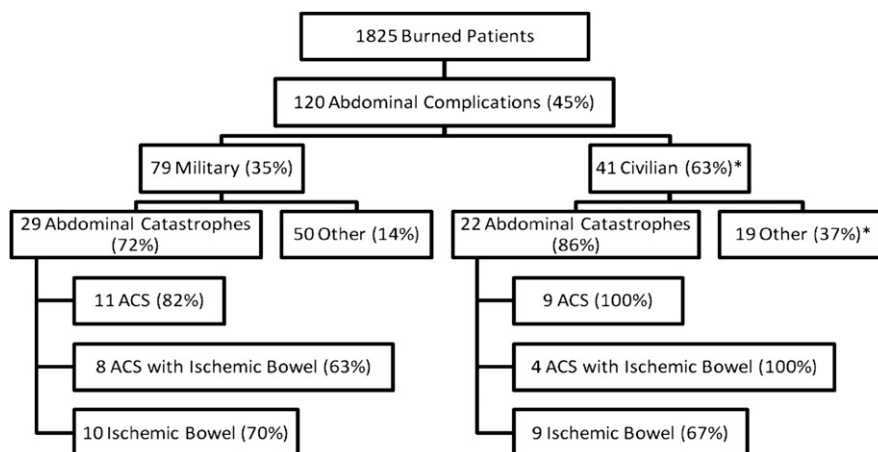 1825 Burned Patients
120 Abdominal Complications (45%)
79 Military (35%)
41 Civilian (63%)*
29 Abdominal Catastrophes
(72%)
50 Other (14%)
22 Abdominal Catastrophes
(86%)
19 Other (37%)*
11 ACS (82%)
8 ACS with Ischemic Bowel (63%)
10 Ischemic Bowel (70%)
9 ACS (100%)
4 ACS with Ischemic Bowel (100%)
9 Ischemic Bowel (67%)